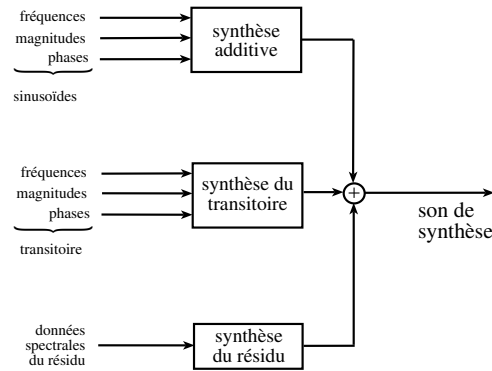 fréquences
magnitudes
phases
sinusoïdes
synthèse
additive
fréquences
magnitudes
phases
transitoire
synthèse du
transitoire
+
son de
synthèse
données
spectrales
du résidu
synthèse
du résidu